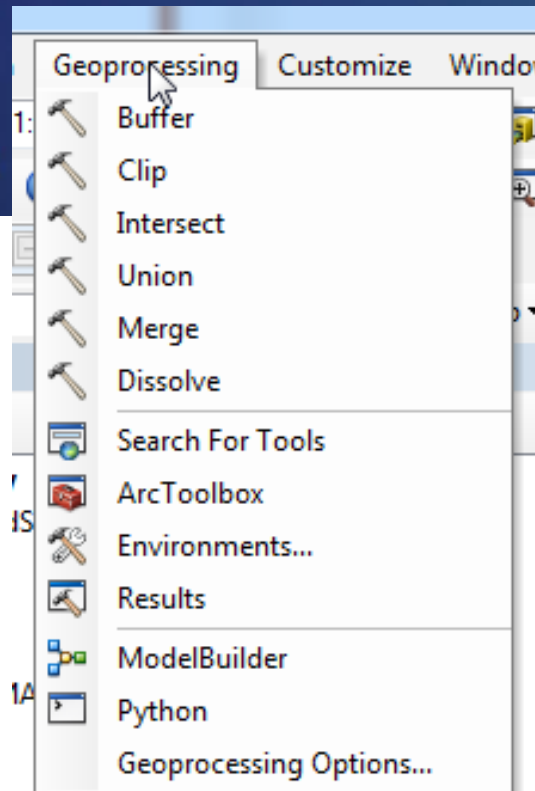 Geoprocessing Customize Windo
1:
Buffer
Clip
Intersect
Union
Merge
Dissolve
Search For Tools
ArcToolbox
Environments...
Results
ModelBuilder
Python
Geoprocessing Options...